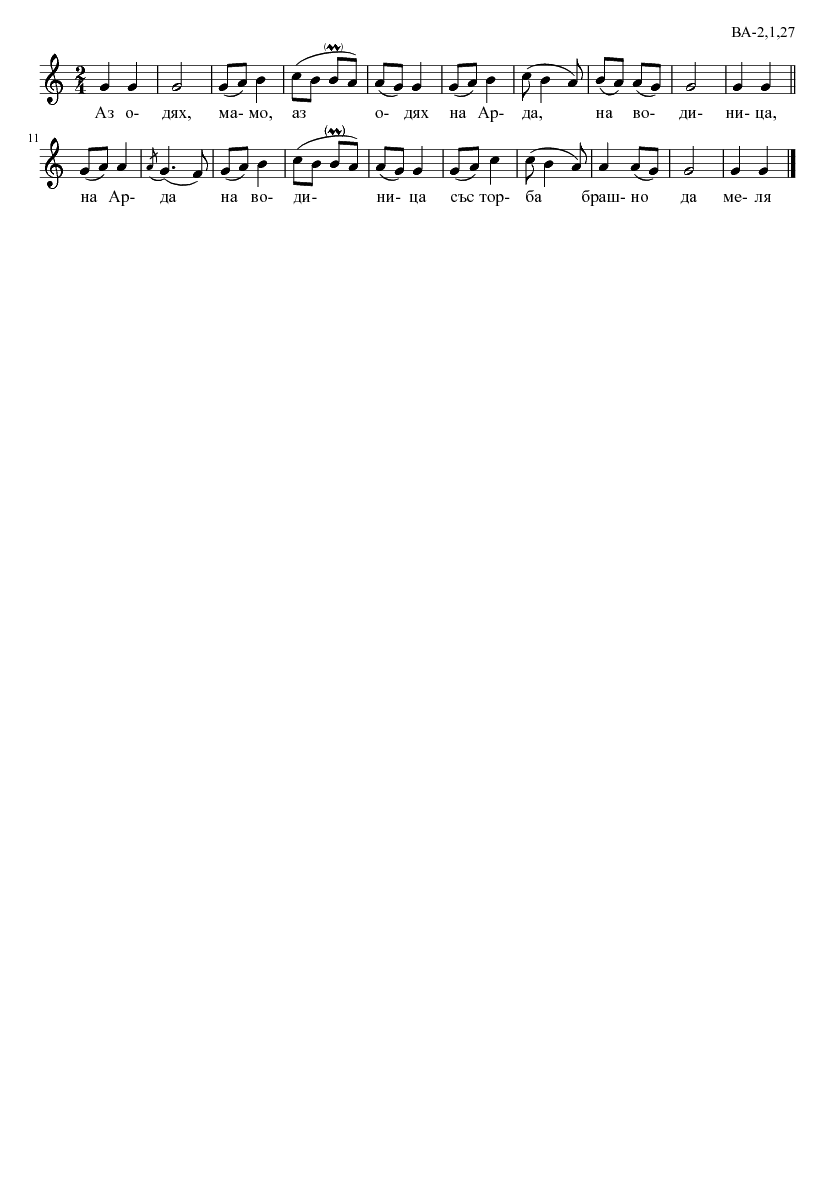 BA-2,1,27
Аз о- дях, ма- мо, аз о- дях на Ар- да, на во- ди- ни- ца,
11
на Ар- да на во- ди- ни- ца със тор- ба браш- но да ме- ля